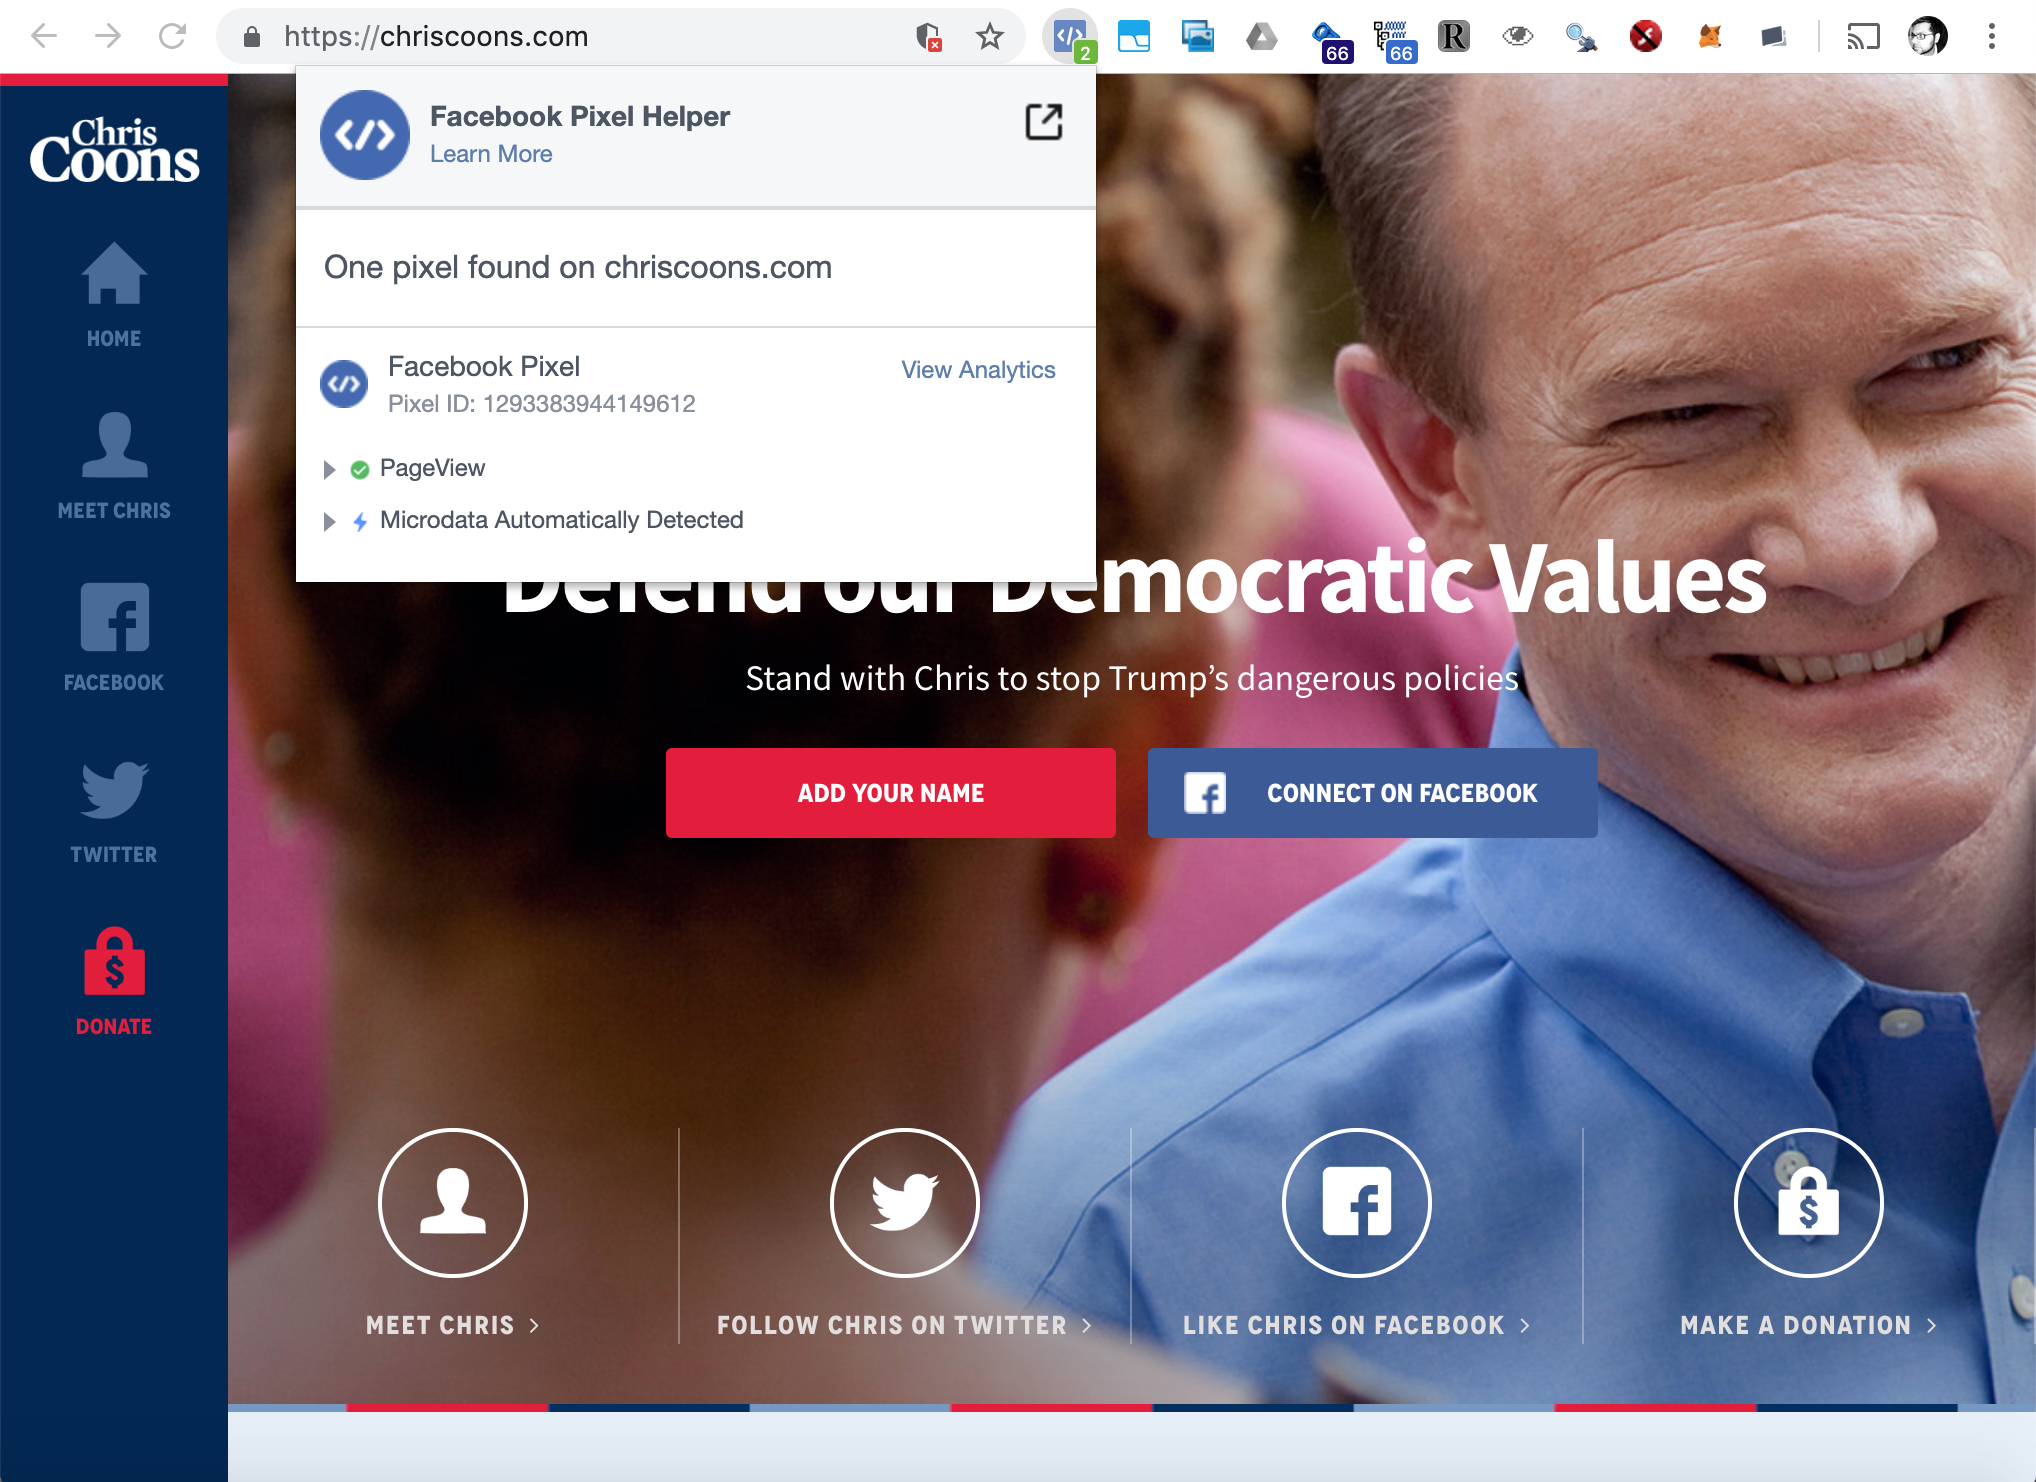 https://chriscoons.com
2
66
66
R
Chris
Coons
HOME
MEET CHRIS
FACEBOOK
TWITTER
$
DONATE
</> Facebook Pixel Helper
Learn More
One pixel found on chriscoons.com
</> Facebook Pixel
View Analytics
Pixel ID: 1293383944149612
PageView
Microdata Automatically Detected
Defend our Democratic Values
Stand with Chris to stop Trump’s dangerous policies
ADD YOUR NAME
CONNECT ON FACEBOOK
MEET CHRIS >
FOLLOW CHRIS ON TWITTER >
LIKE CHRIS ON FACEBOOK >
MAKE A DONATION >